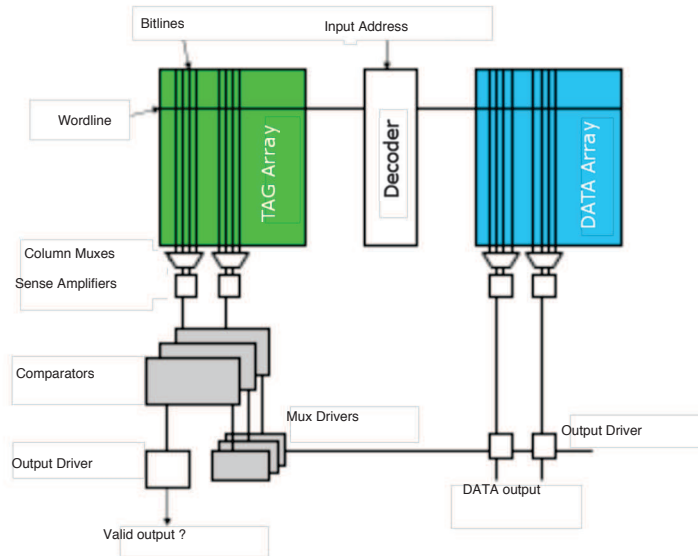 Bitlines
Input Address
Wordline
TAG Array
Decoder
DATA Array
Column Muxes
Sense Amplifiers
Comparators
Mux Drivers
Output Driver
Output Driver
DATA output
Valid output ?